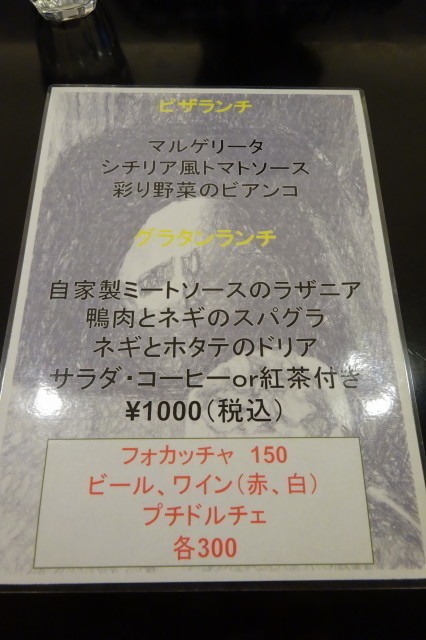 ピザランチ
マルゲリータ
シチリア風トマトソース
彩り野菜のビアンコ
グラタンランチ
自家製ミートソースのラザニア
鴨肉とネギのスパグラ
ネギとホタテのドリア
サラダ・コーヒーor紅茶付き
¥1000(税込)
フォカッチャ 150
ビール、ワイン(赤、白)
プチドルチェ
各300